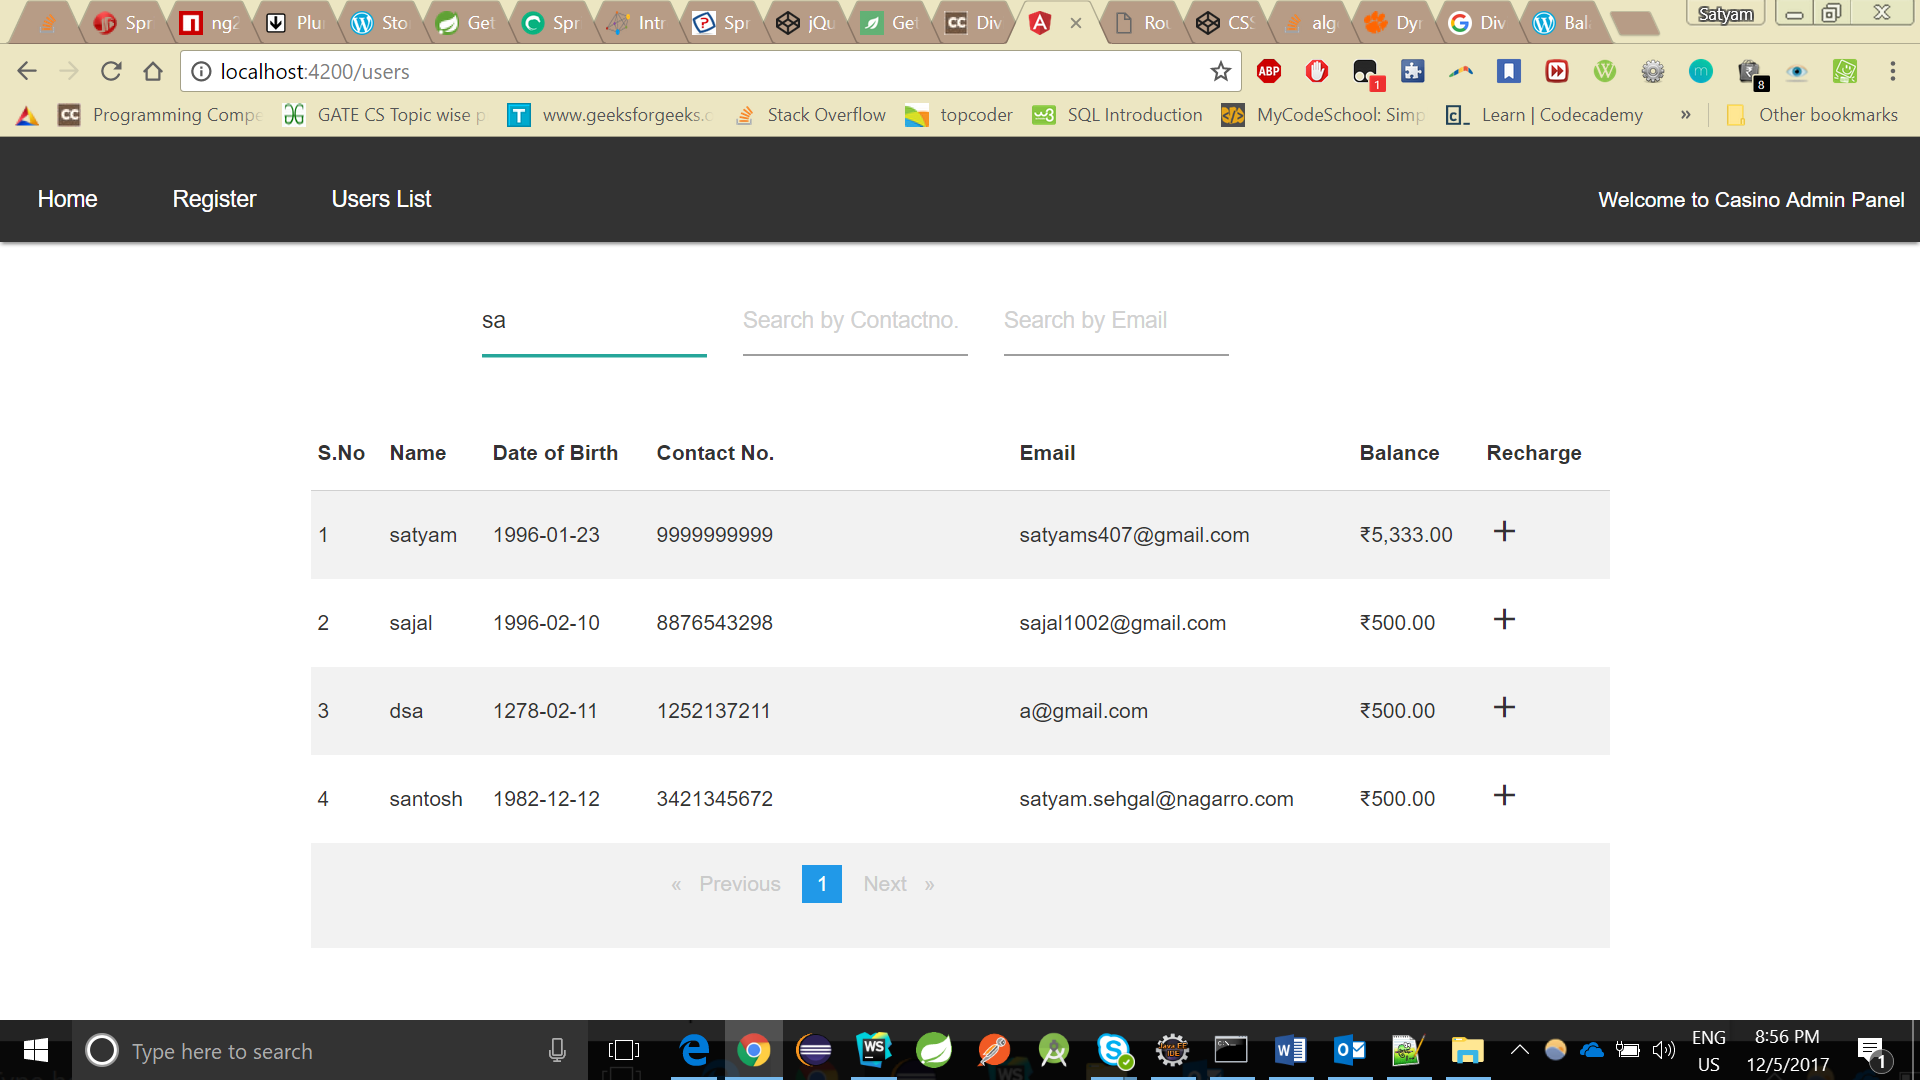 Spr ng2 Plu Sto Get Spr Intr Spr jQu Get Div Rou CSS alg Dyn Div Bal Satyam
localhost:4200/users
ABP 1 8
Programming Compe GATE CS Topic wise p www.geeksforgeeks.c Stack Overflow topcoder SQL Introduction MyCodeSchool: Simp Learn | Codecademy » Other bookmarks
Home Register Users List Welcome to Casino Admin Panel
sa Search by Contactno. Search by Email
S.No Name Date of Birth Contact No. Email Balance Recharge
1 satyam 1996-01-23 9999999999 satyams407@gmail.com ₹5,333.00 +
2 sajal 1996-02-10 8876543298 sajal1002@gmail.com ₹500.00 +
3 dsa 1278-02-11 1252137211 a@gmail.com ₹500.00 +
4 santosh 1982-12-12 3421345672 satyam.sehgal@nagarro.com ₹500.00 +
« Previous 1 Next »
Type here to search
ENG
US
8:56 PM
12/5/2017
1